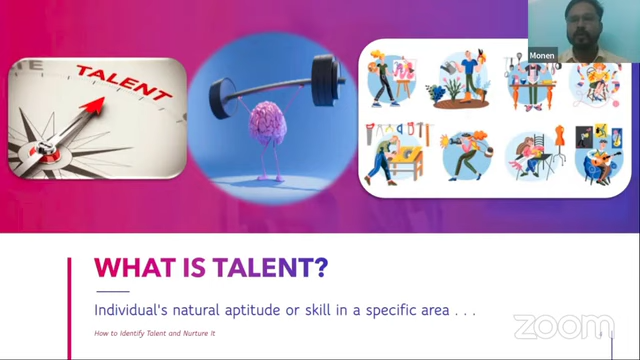 TE
TALENT
Monen
WHAT IS TALENT?
Individual's natural aptitude or skill in a specific area . . .
How to Identify Talent and Nurture It
zoom